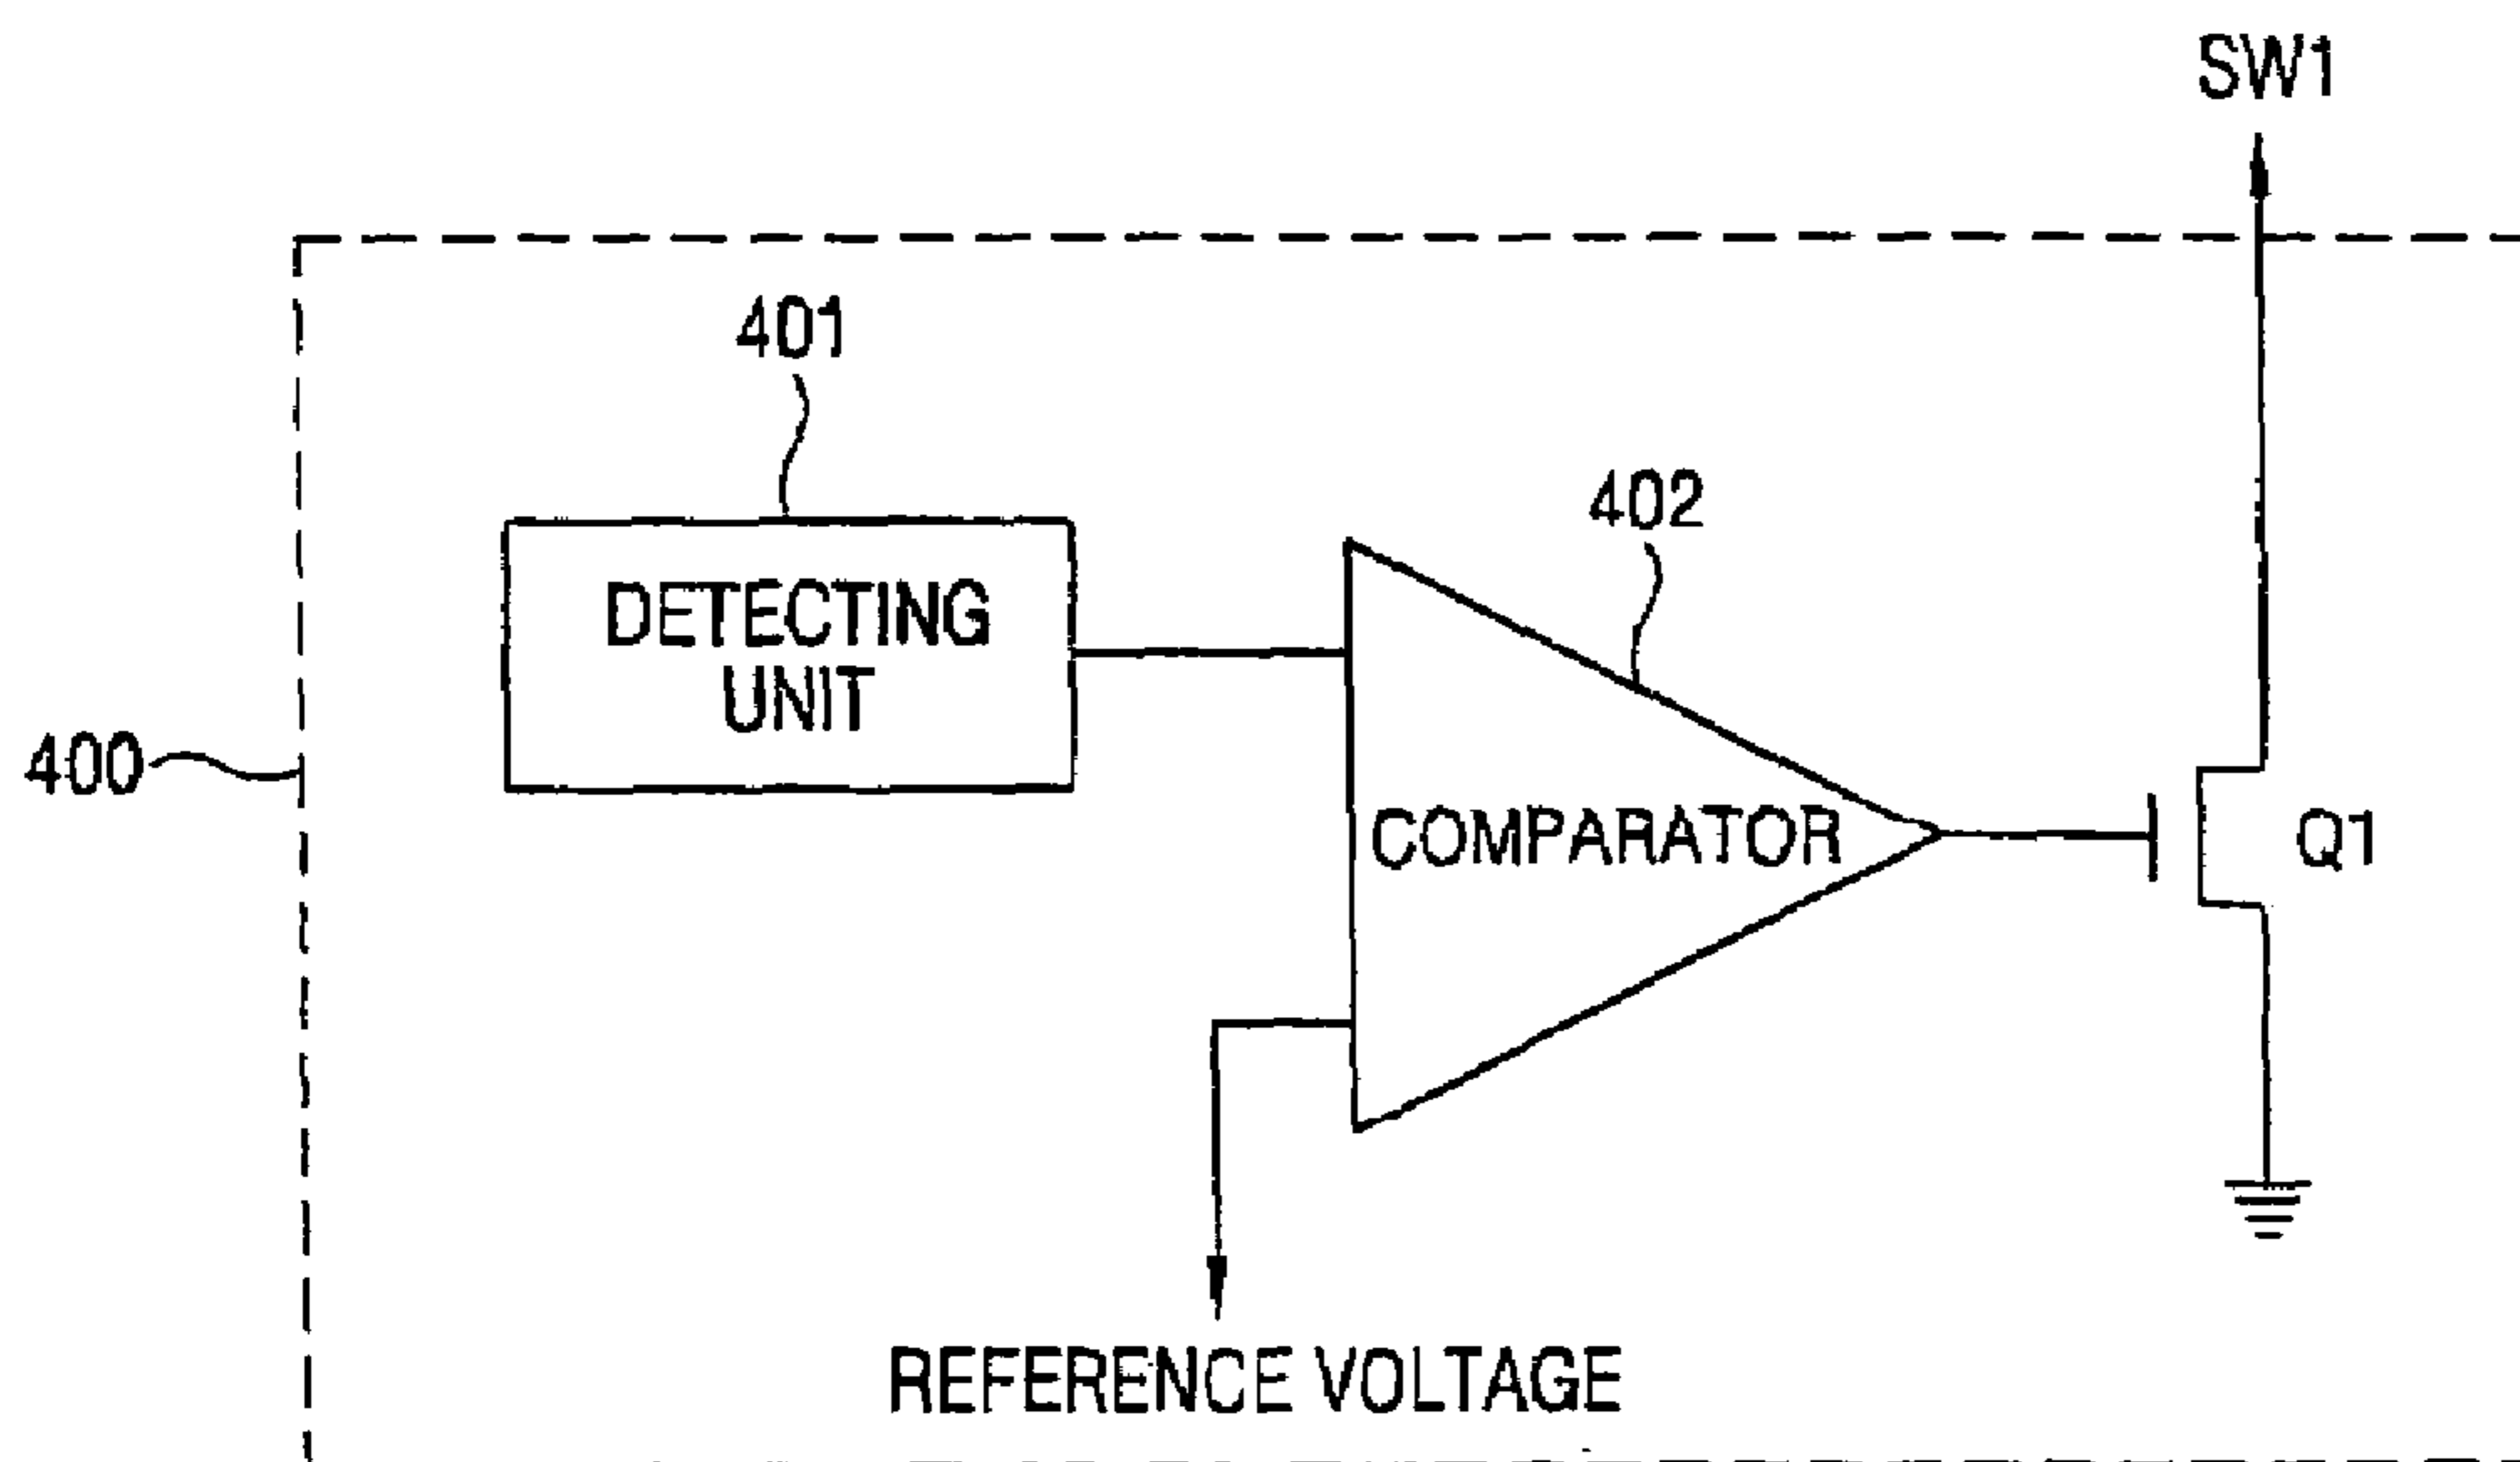 SW1
401
402
DETECTING
UNIT
400
COMPARATOR
Q1
REFERENCE VOLTAGE